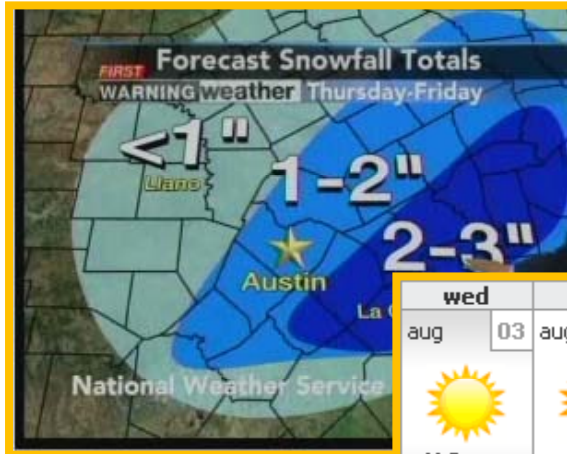 Forecast Snowfall Totals
FIRST
WARNING weather Thursday-Friday
<1"
Llano
1-2"
2-3"
Austin
La
National Weather Service
wed
aug 03